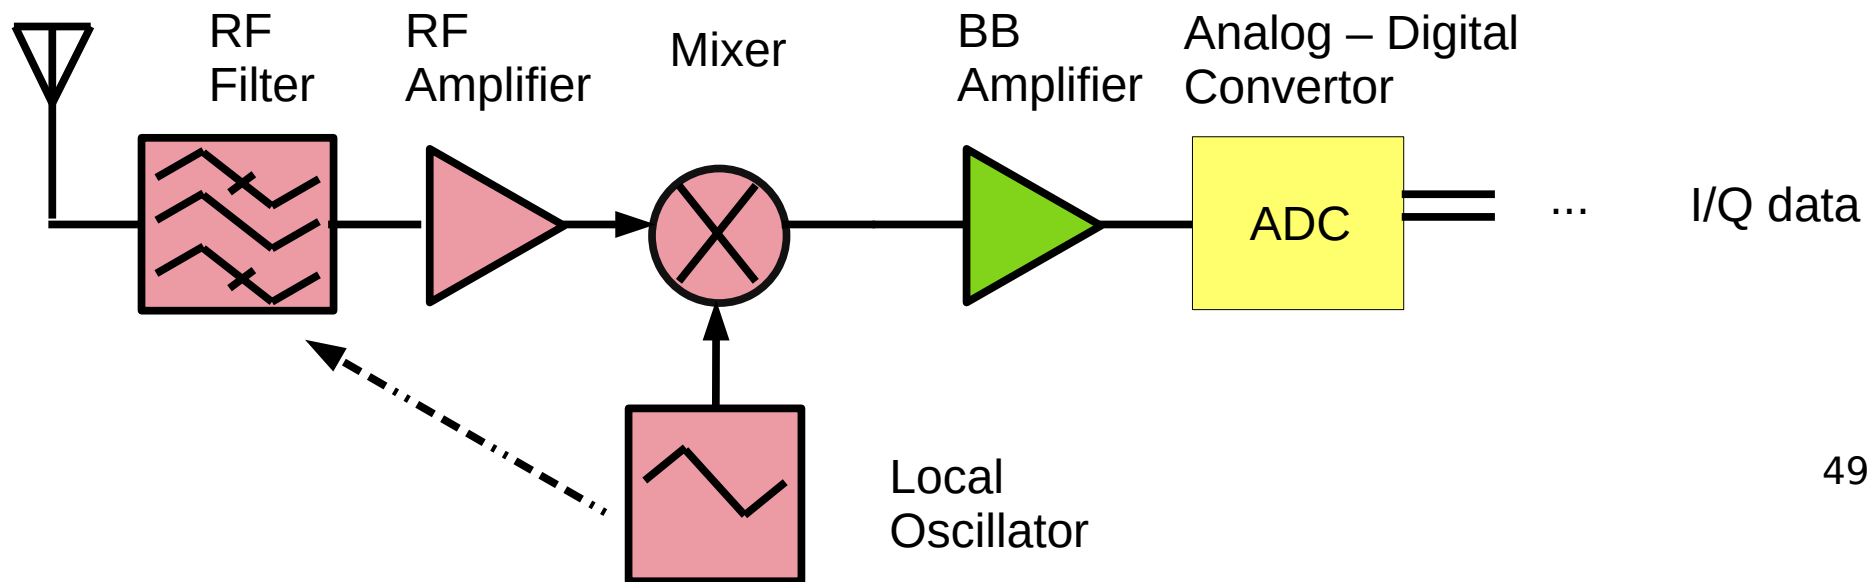 RF
Filter
RF
Amplifier
Mixer
BB
Amplifier
Analog – Digital
Convertor
ADC
...
I/Q data
Local
Oscillator
49